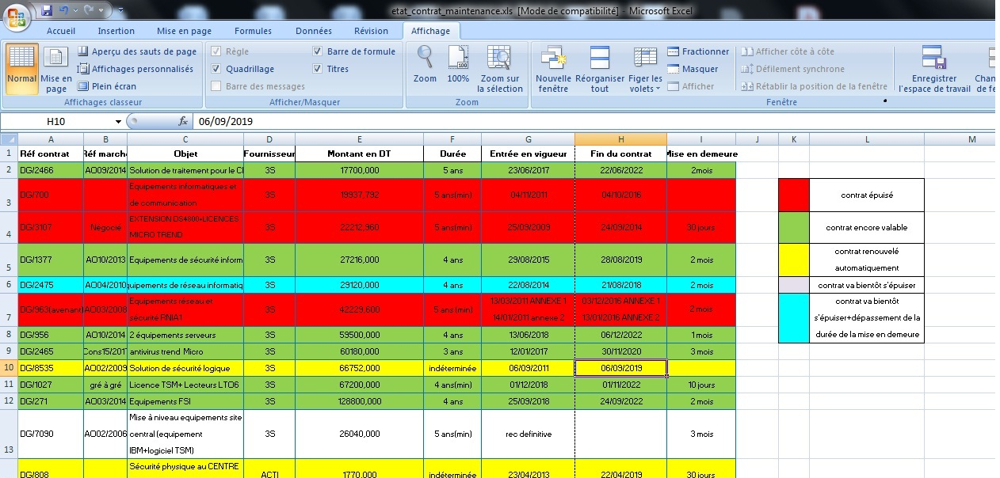 etat_contrat_maintenance.xls [Mode de compatibilité] - Microsoft Excel
Accueil Insertion Mise en page Formules Données Révision Affichage
Normal
Mise en page
Aperçu des sauts de page
Affichages personnalisés
Plein écran
Affichages classeur
Règle
Quadrillage
Barre des messages
Barre de formule
Titres
Afficher/Masquer
Zoom
100%
Zoom sur la sélection
Zoom
Nouvelle fenêtre
Réorganiser tout
Figer les volets
Fractionner
Masquer
Afficher
Afficher côte à côte
Défilement synchrone
Rétablir la position de la fenêtre
Enregistrer l'espace de travail
Fenêtre
H10 fx 06/09/2019
A B C D E F G H I J K L M
1 Réf contrat Réf march Objet Fournisseur Montant en DT Durée Entrée en vigueur Fin du contrat Mise en demeure
2 DG/2466 AO09/2014 Solution de traitement pour le 3S 17700,000 5 ans 23/06/2017 22/06/2022 2mois
3 DG/700 Equipements informatiques et de communication 3S 19937,792 5 ans(min) 04/11/2011 04/10/2016
4 DG/3107 Négocié EXTENSION DS4800+LICENCES MICRO TREND 3S 22212,960 5 ans(min) 25/09/2009 24/09/2014 30 jours
5 DG/1377 AO10/2013 Equipements de sécurité inform 3S 27216,000 4 ans 29/08/2015 28/08/2019 2 mois
6 DG/2475 AO04/2010 quipements de réseau informatiq 3S 29120,000 4 ans 22/08/2014 21/08/2018 2 mois
7 DG/963(avenant) AO03/2008 Equipements réseau et sécurité RNIA1 3S 42229,600 5 ans(min) 13/03/2011 ANNEXE 1 14/01/2011 annexe 2 03/12/2016 ANNEXE 1 13/01/2016 ANNEXE 2 2 mois
8 DG/956 AO10/2014 2 équipements serveurs 3S 59500,000 4 ans 13/06/2018 06/12/2022 1 mois
9 DG/2465 Cons15/201 antivirus trend Micro 3S 60180,000 3 ans 12/01/2017 30/11/2020 3 mois
10 DG/8535 AO02/2009 Solution de sécurité logique 3S 66752,000 indéterminée 06/09/2011 06/09/2019
11 DG/1027 gré à gré Licence TSM+ Lecteurs LTO6 3S 67200,000 4 ans(min) 01/12/2018 01/11/2022 10 jours
12 DG/271 AO03/2014 Equipements FSI 3S 128800,000 4 ans 25/09/2018 24/09/2022 2 mois
13 DG/7090 AO02/2006 Mise à niveau equipements site central (equipement IBM+logiciel TSM) 3S 26040,000 5 ans(min) rec definitive 3 mois
DG/808 Sécurité physique au CENTRE ACTI 1770,000 indéterminée 23/04/2013 22/04/2019 30 jours
contrat épuisé
contrat encore valable
contrat renouvelé
automatiquement
contrat va bientôt s'épuiser
contrat va bientôt
s'épuiser+dépassement de la
durée de la mise en demeure